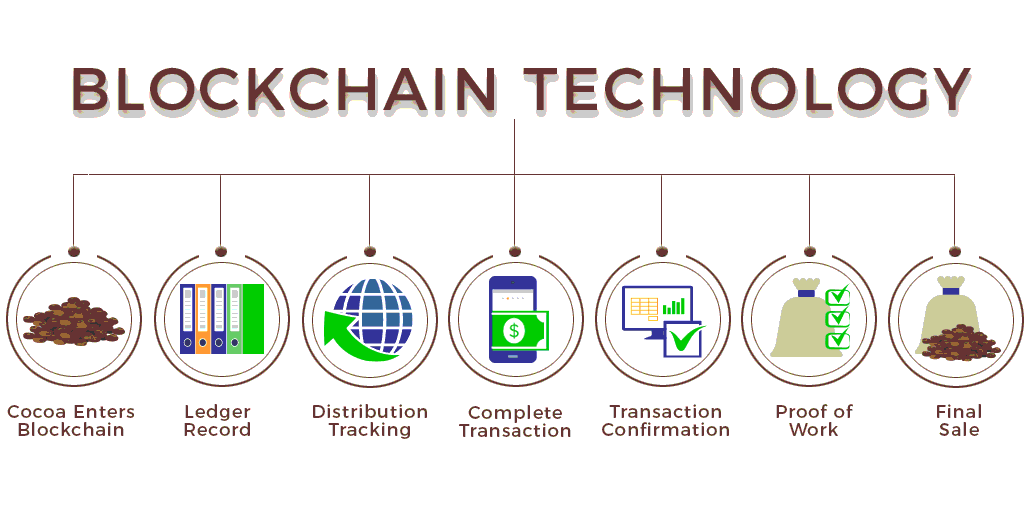 BLOCKCHAIN TECHNOLOGY
$
Cocoa Enters
Blockchain
Ledger
Record
Distribution
Tracking
Complete
Transaction
Transaction
Confirmation
Proof of
Work
Final
Sale